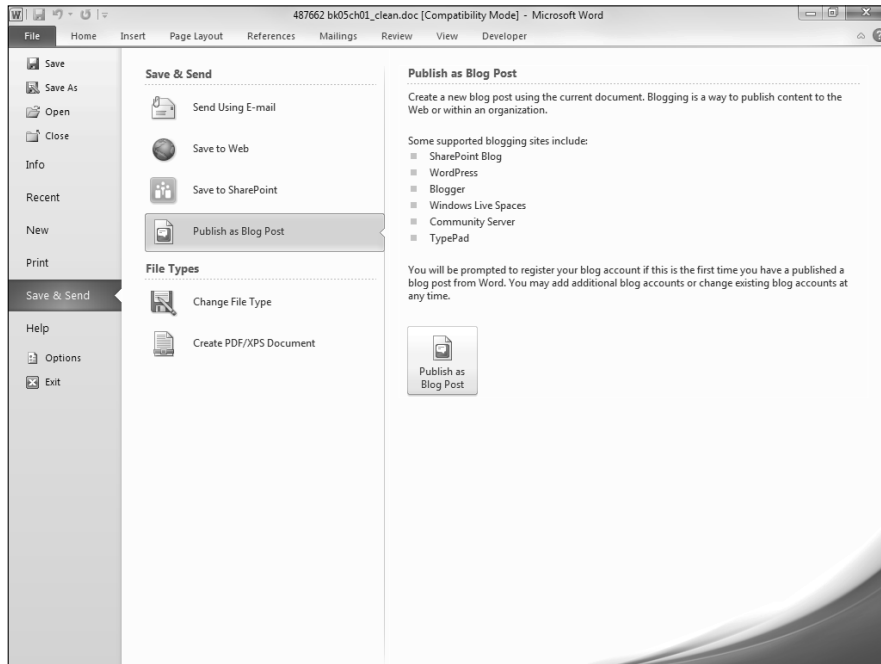 487662 bk05ch01_clean.doc [Compatibility Mode] - Microsoft Word
File Home Insert Page Layout References Mailings Review View Developer
Save
Save As
Open
Close
Info
Recent
New
Print
Save & Send
Help
Options
Exit
Save & Send
Send Using E-mail
Save to Web
Save to SharePoint
Publish as Blog Post
File Types
Change File Type
Create PDF/XPS Document
Publish as Blog Post
Create a new blog post using the current document. Blogging is a way to publish content to the
Web or within an organization.
Some supported blogging sites include:
SharePoint Blog
WordPress
Blogger
Windows Live Spaces
Community Server
TypePad
You will be prompted to register your blog account if this is the first time you have a published a
blog post from Word. You may add additional blog accounts or change existing blog accounts at
any time.
Publish as
Blog Post